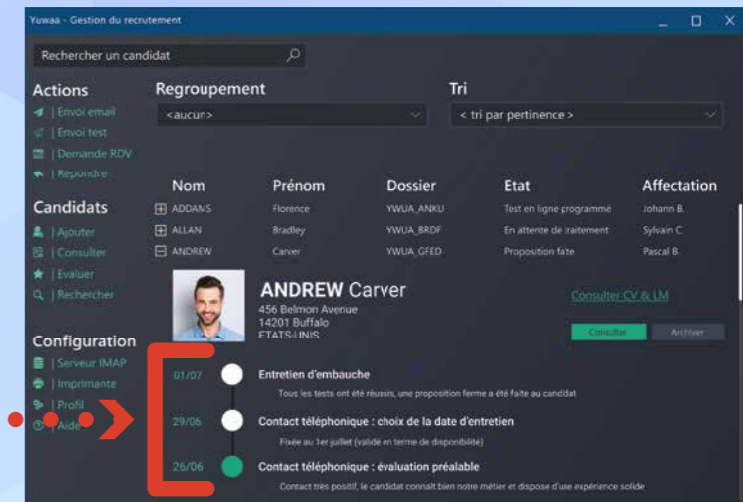 Yuwaa - Gestion du recrutement
Rechercher un candidat
Actions
| Envoi email
| Envoi test
| Demande RDV
| Répondre
Candidats
| Ajouter
| Consulter
| Evaluer
| Rechercher
Configuration
| Serveur IMAP
| Imprimante
| Profil
| Aide
Regroupement Tri
<aucun> < tri par pertinence >
Nom Prénom Dossier Etat Affectation
ADDAMS Florence YWUA_ANKU Test en ligne programmé Johann B.
ALLAN Bradley YWUA_BRDF En attente de traitement Sylvain C.
ANDREW Carver YWUA_GFED Proposition faite Pascal B.
ANDREW Carver
456 Belmon Avenue
14201 Buffalo
ETATS-UNIS
Consulter CV & LM
Consulter Archiver
01/07 Entretien d'embauche
Tous les tests ont été réussis, une proposition ferme a été faite au candidat
29/06 Contact téléphonique : choix de la date d'entretien
Fixée au 1er juillet (validé en terme de disponibilité)
26/06 Contact téléphonique : évaluation préalable
Contact très positif, le candidat connaît bien notre métier et dispose d'une expérience solide